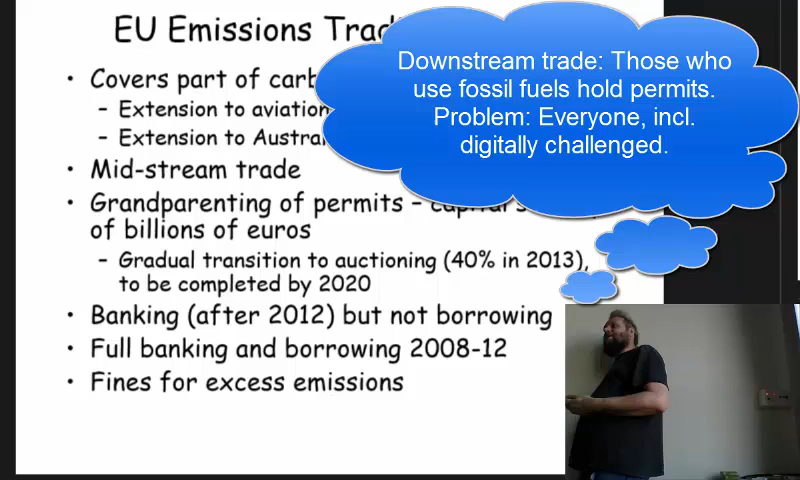 EU Emissions Trad
Downstream trade: Those who
use fossil fuels hold permits.
Problem: Everyone, incl.
digitally challenged.
• Covers part of carb
– Extension to aviation
– Extension to Austra
• Mid-stream trade
• Grandparenting of permits –
of billions of euros
– Gradual transition to auctioning (40% in 2013),
to be completed by 2020
• Banking (after 2012) but not borrowing
• Full banking and borrowing 2008-12
• Fines for excess emissions